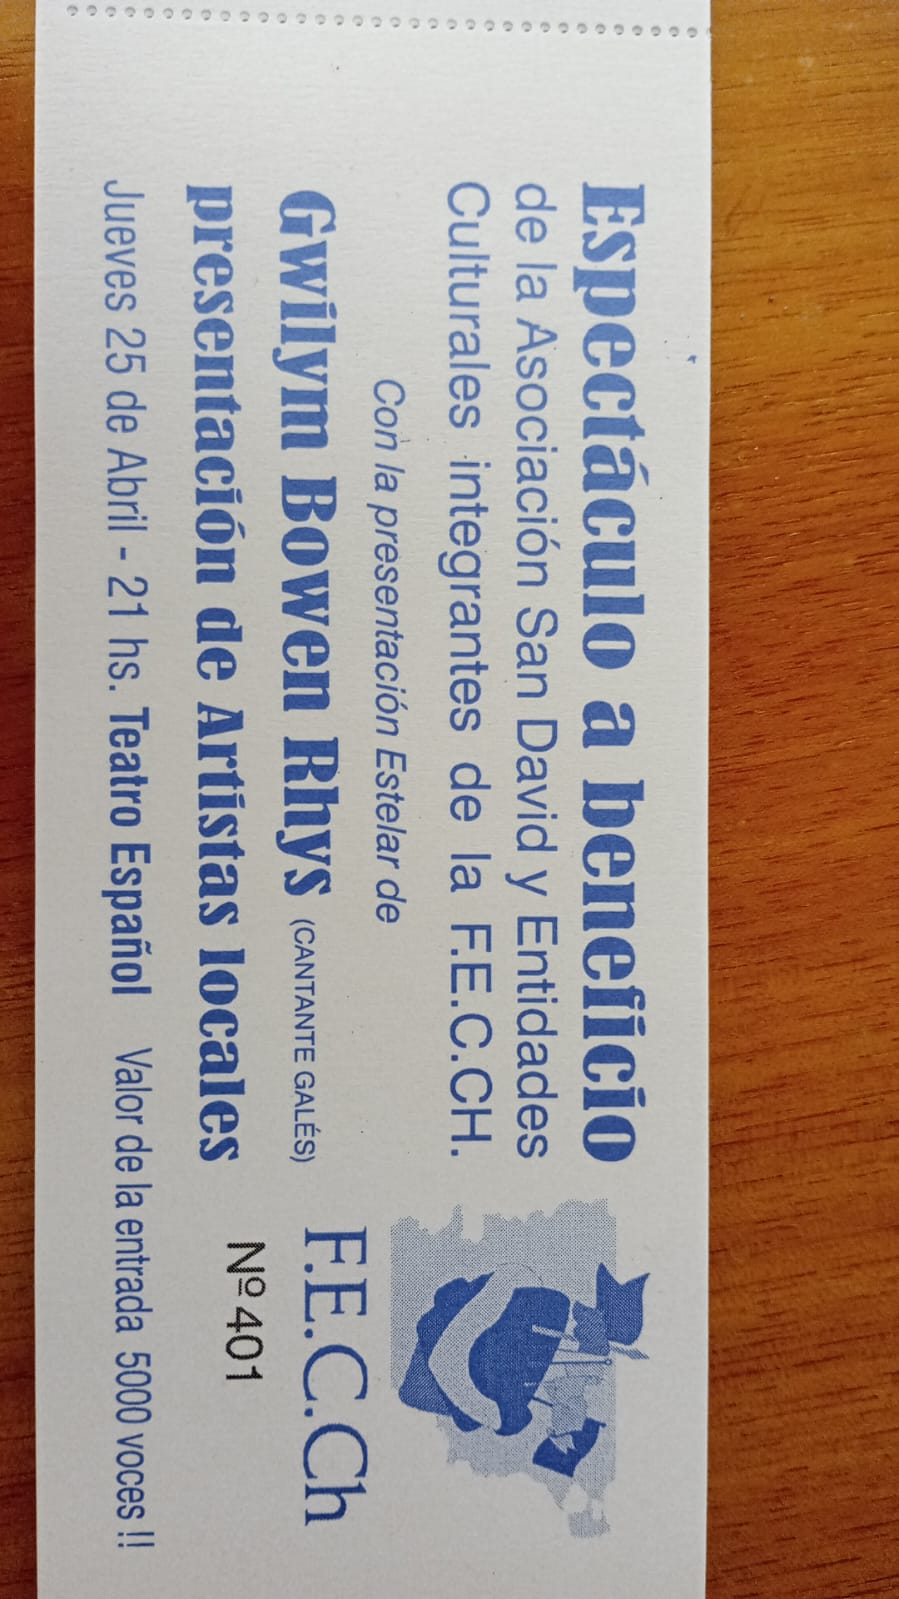 Espectáculo a beneficio
de la Asociación San David y Entidades
Culturales integrantes de la F.E.C.CH.
Con la presentación Estelar de
Gwilym Bowen Rhys (CANTANTE GALÉS)
presentación de Artistas locales
Jueves 25 de Abril - 21 hs. Teatro Español Valor de la entrada 5000 voces !!
F.E.C.Ch
Nº 401